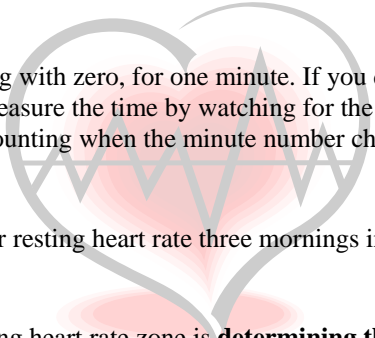 g with zero, for one minute. If you
easure the time by watching for the
ounting when the minute number ch
r resting heart rate three mornings i
ng heart rate zone is determining t